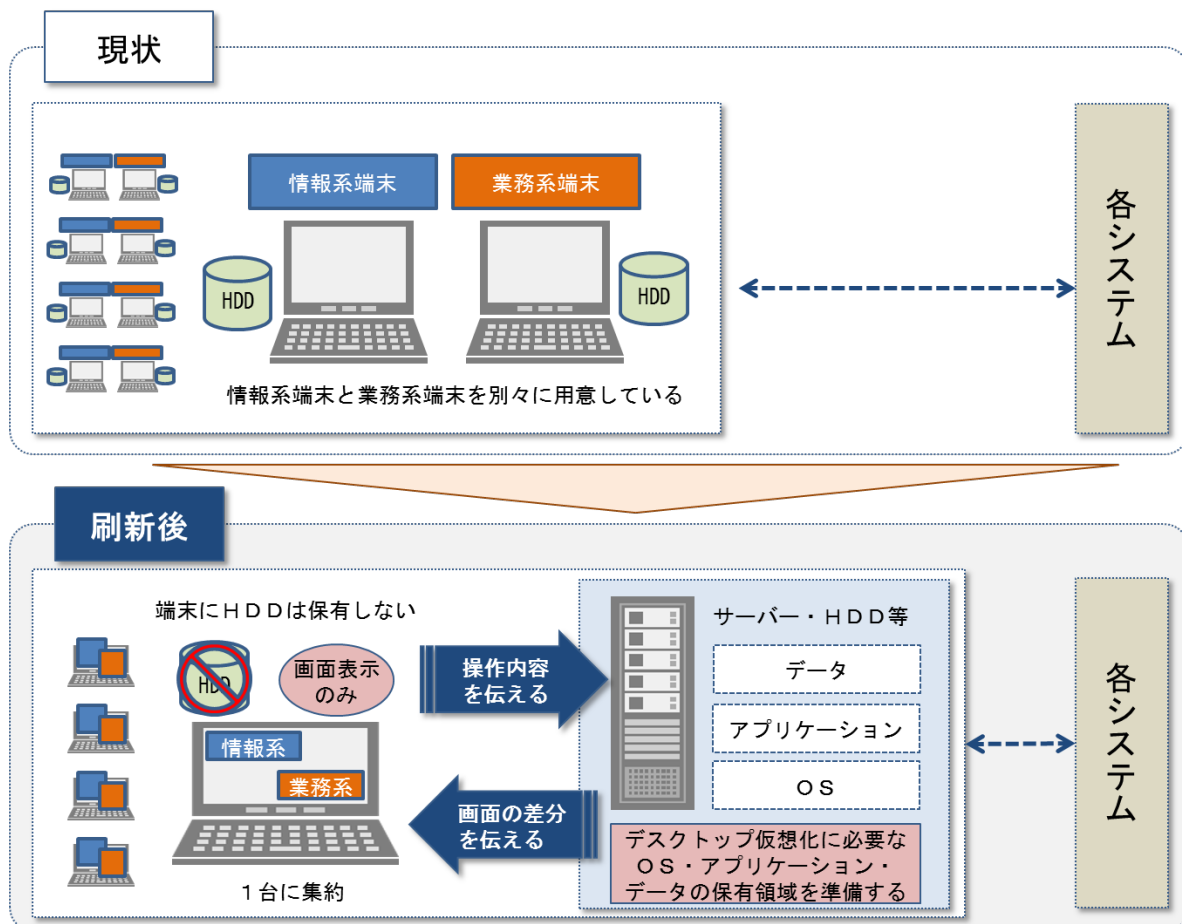 現状
情報系端末
業務系端末
HDD
HDD
情報系端末と業務系端末を別々に用意している
各システム
刷新後
端末にＨＤＤは保有しない
HDD
画面表示
のみ
情報系
業務系
１台に集約
操作内容
を伝える
画面の差分
を伝える
サーバー・ＨＤＤ等
データ
アプリケーション
ＯＳ
デスクトップ仮想化に必要な
ＯＳ・アプリケーション・
データの保有領域を準備する
各システム